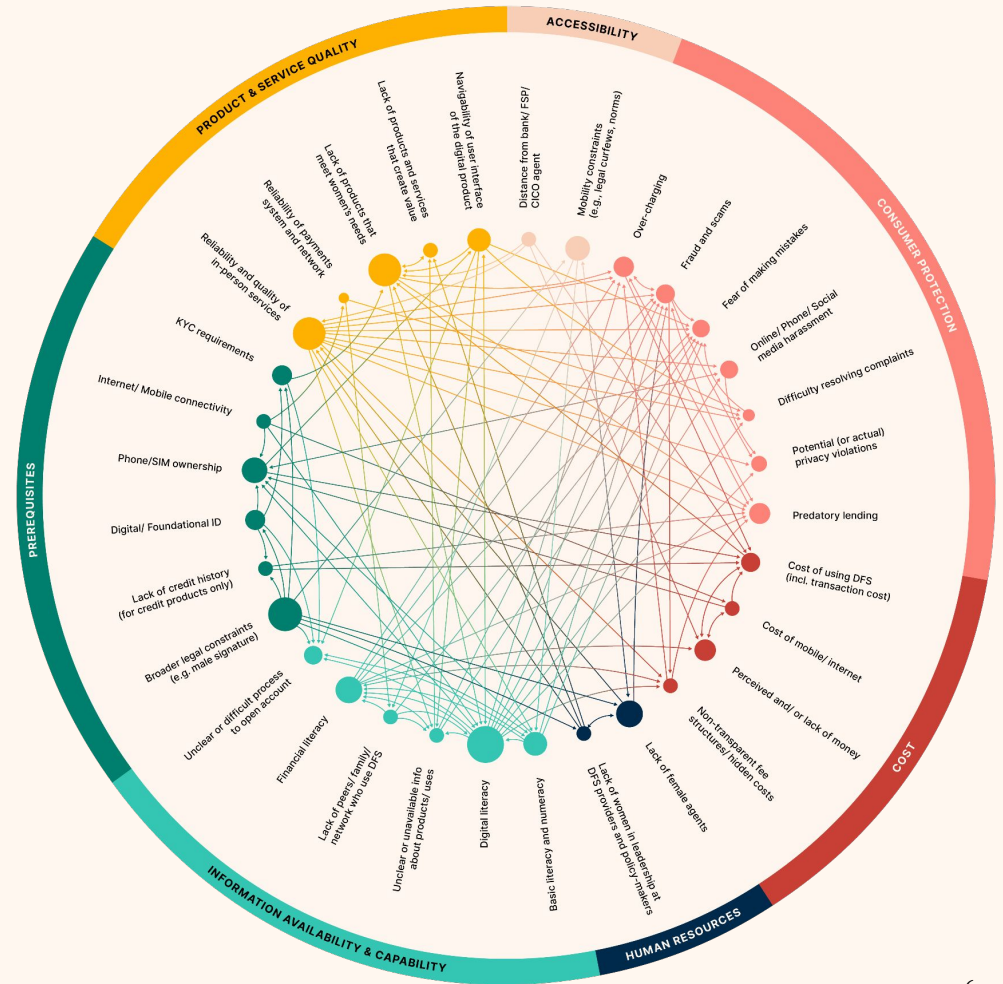 ACCESSIBILITY
CONSUMER PROTECTION
COST
HUMAN RESOURCES
INFORMATION AVAILABILITY & CAPABILITY
PREREQUISITES
PRODUCT & SERVICE QUALITY
Distance from bank/ FSP/
CICO agent
Mobility constraints
(e.g., legal curfews, norms)
Over-charging
Fraud and scams
Fear of making mistakes
Online/ Phone/ Social
media harassment
Difficulty resolving complaints
Potential (or actual)
privacy violations
Predatory lending
Cost of using DFS
(incl. transaction cost)
Cost of mobile/ internet
Perceived and/ or lack of money
Non-transparent fee
structures/ hidden costs
Lack of female agents
Lack of women in leadership at
DFS providers and policy-makers
Basic literacy and numeracy
Digital literacy
Unclear or unavailable info
about products/ uses
Lack of peers/ family/
network who use DFS
Financial literacy
Unclear or difficult process
to open account
Broader legal constraints
(e.g. male signature)
Lack of credit history
(for credit products only)
Digital/ Foundational ID
Phone/SIM ownership
Internet/ Mobile connectivity
KYC requirements
Reliability and quality of
in-person services
Reliability of payments
system and network
Lack of products that
meet women's needs
Lack of products and services
that create value
Navigability of user interface
of the digital product